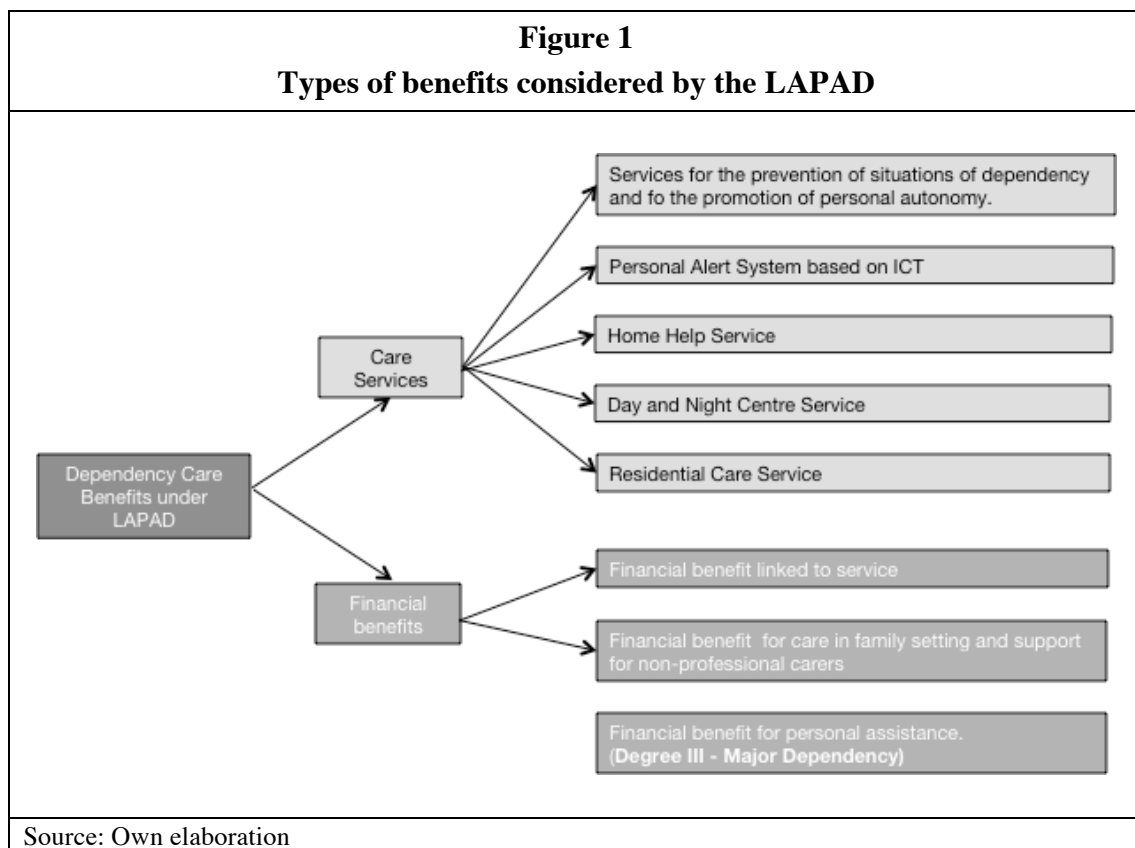 Figure 1
Types of benefits considered by the LAPAD
Services for the prevention of situations of dependency
and fo the promotion of personal autonomy.
Personal Alert System based on ICT
Home Help Service
Care
Services
Day and Night Centre Service
Residential Care Service
Dependency Care
Benefits under
LAPAD
Financial benefit linked to service
Financial
benefits
Financial benefit for care in family setting and support
for non-professional carers
Financial benefit for personal assistance.
(Degree III - Major Dependency)
Source: Own elaboration